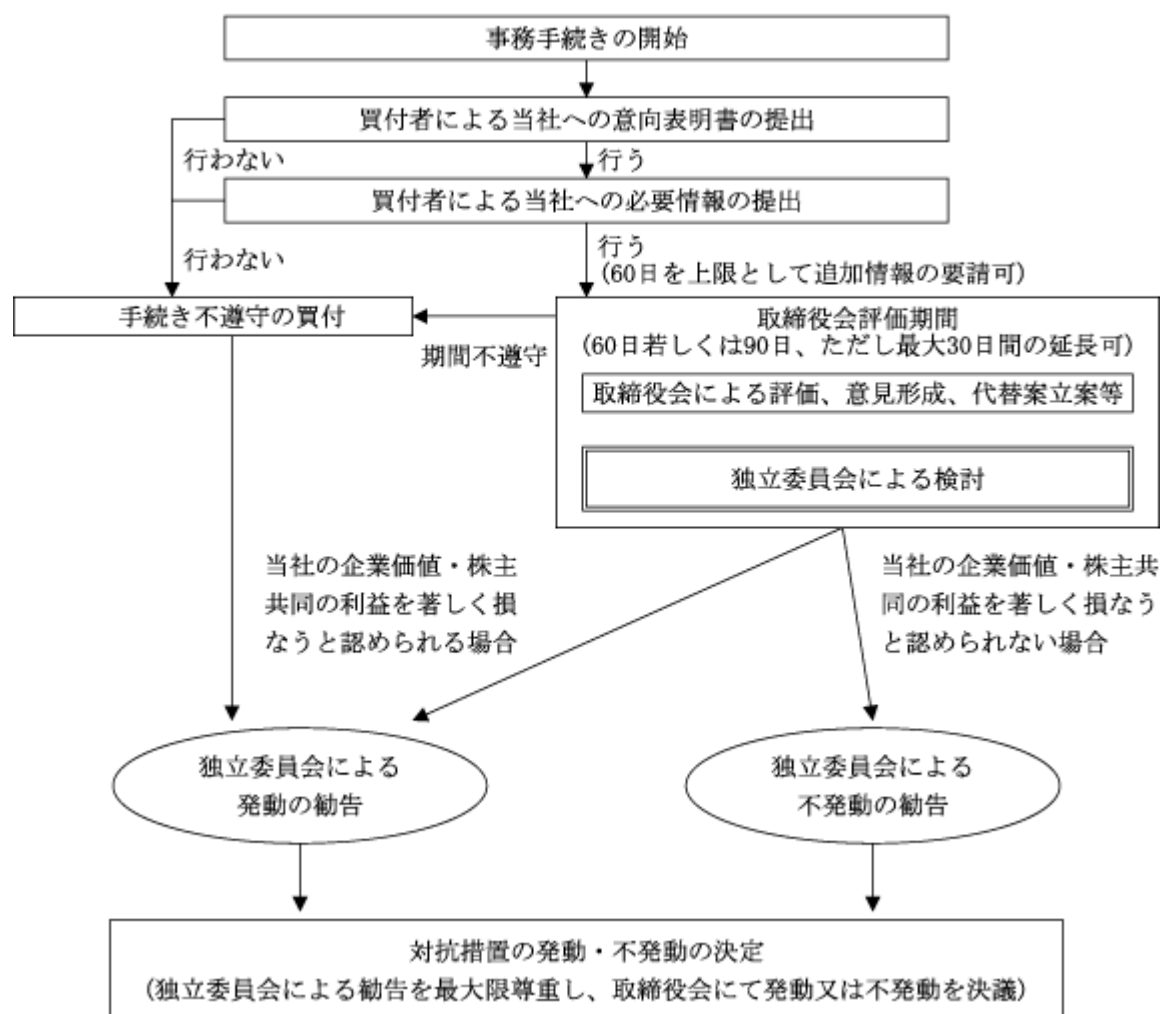 事務手続きの開始
買付者による当社への意向表明書の提出
行わない
行う
買付者による当社への必要情報の提出
行わない
行う
(60日を上限として追加情報の要請可)
手続き不遵守の買付
期間不遵守
取締役会評価期間
(60日若しくは90日、ただし最大30日間の延長可)
取締役会による評価、意見形成、代替案立案等
独立委員会による検討
当社の企業価値・株主
共同の利益を著しく損
なうと認められる場合
当社の企業価値・株主共
同の利益を著しく損なう
と認められない場合
独立委員会による
発動の勧告
独立委員会による
不発動の勧告
対抗措置の発動・不発動の決定
(独立委員会による勧告を最大限尊重し、取締役会にて発動又は不発動を決議)